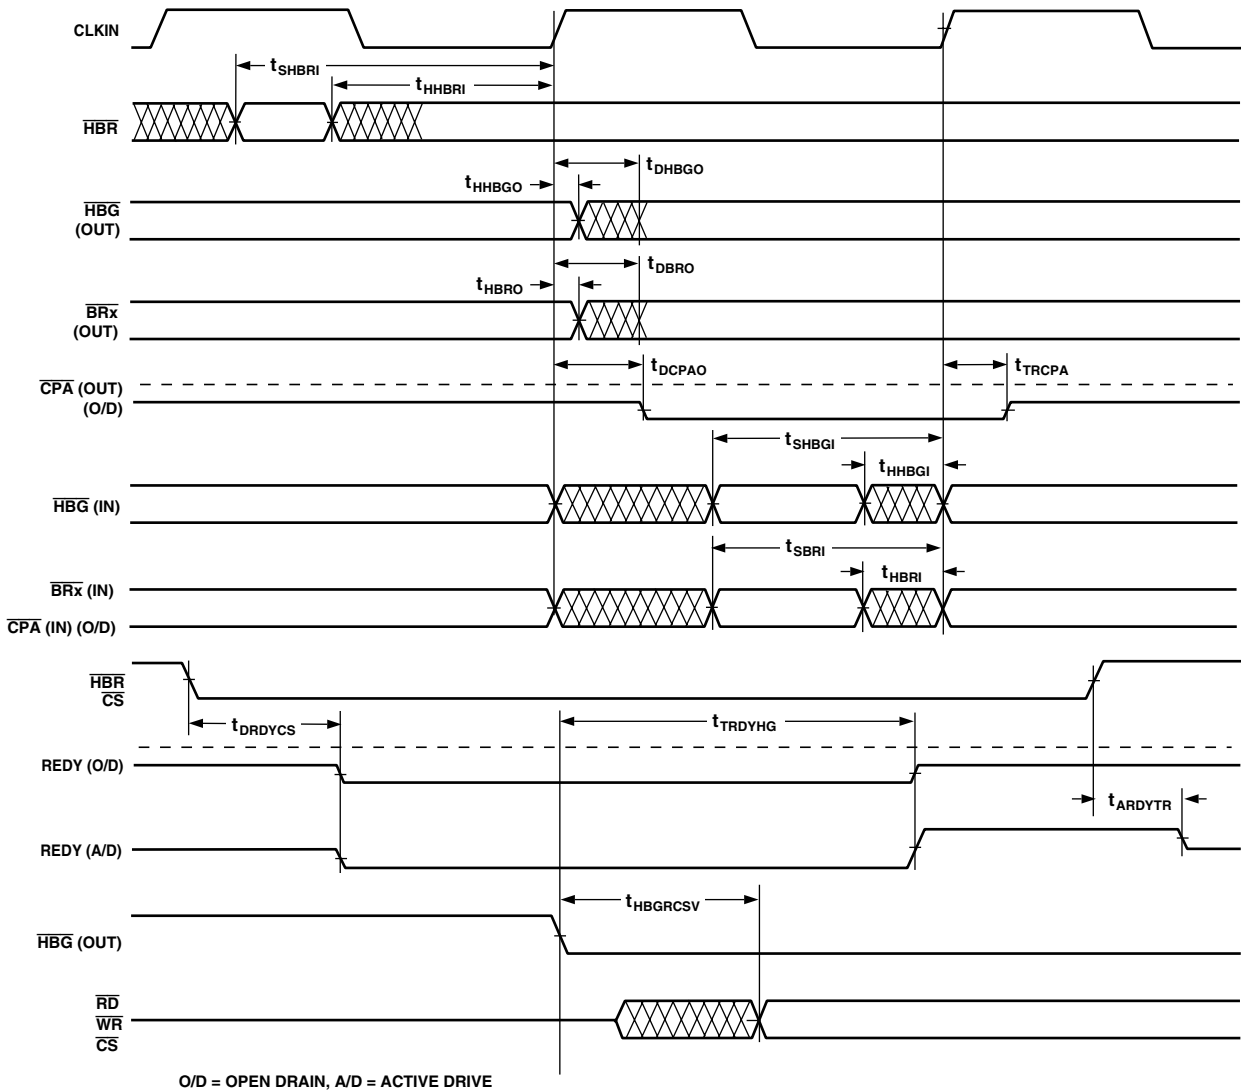 CLKIN
tSHBRI
tHHBRI
HBR
tDHBGO
tHHBGO
HBG
(OUT)
tDBRO
tHBRO
BRx
(OUT)
tDCPAO
tTRCPA
CPA (OUT)
(O/D)
tSHBGI
tHHBGI
HBG (IN)
tSBRI
tHBRI
BRx (IN)
CPA (IN) (O/D)
HBR
CS
tDRDYCS
tTRDYHG
REDY (O/D)
tARDYTR
REDY (A/D)
tHBGRCSV
HBG (OUT)
RD
WR
CS
O/D = OPEN DRAIN, A/D = ACTIVE DRIVE